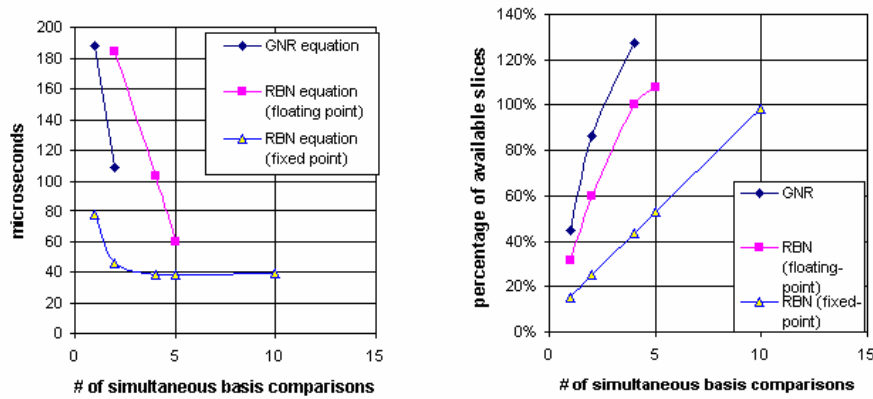 200
180
160
140
120
100
80
60
40
20
0
microseconds
GNR equation
RBN equation
(floating point)
RBN equation
(fixed point)
0
5
10
15
# of simultaneous basis comparisons
140%
120%
100%
80%
60%
40%
20%
0%
percentage of available slices
GNR
RBN
(floating-
point)
RBN (fixed-
point)
0
5
10
15
# of simultaneous basis comparisons